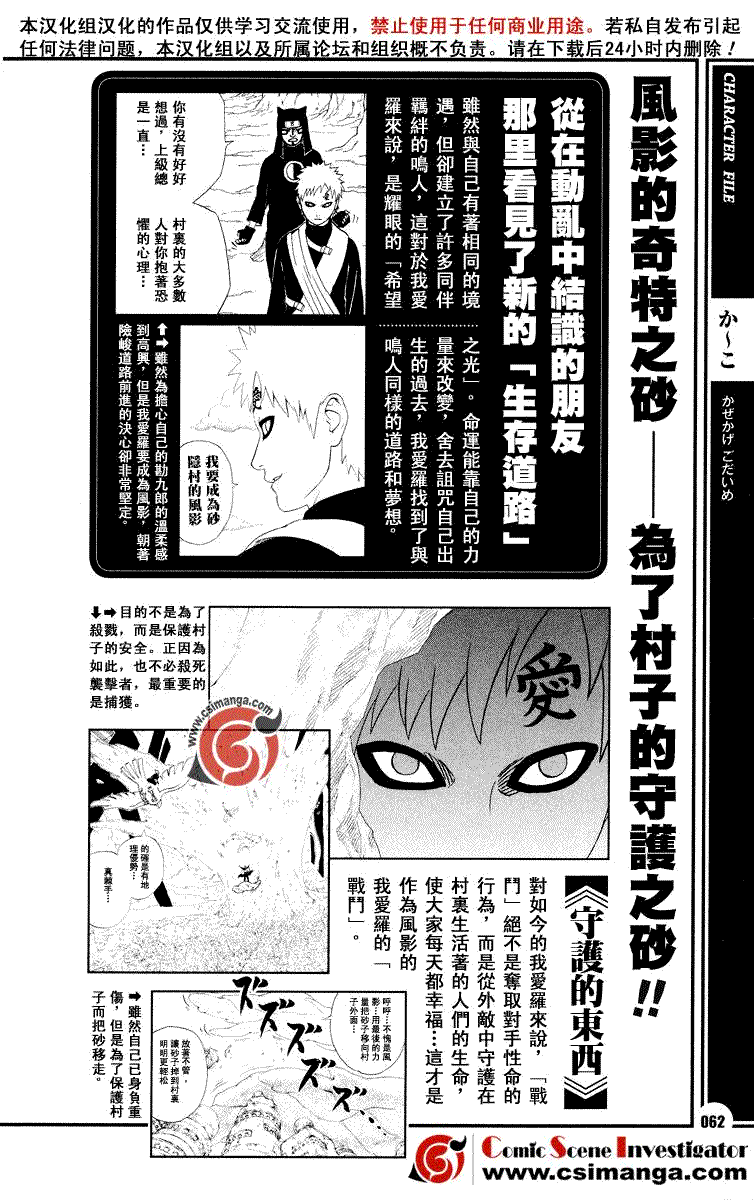 本汉化组汉化的作品仅供学习交流使用，禁止使用于任何商业用途。若私自发布引起
任何法律问题，本汉化组以及所属论坛和组织概不负责。请在下载后24小时内删除！
CHARACTER FILE
か～こ
かぜかげ ごだいめ
風影的奇特之砂——為了村子的守護之砂!!
從在動亂中結識的朋友
那里看見了新的「生存道路」
雖然與自己有著相同的境
遇，但卻建立了許多同伴
羈絆的鳴人，這對於我愛
羅來說，是耀眼的「希望
之光」。命運能靠自己的力
量來改變，舍去詛咒自己出
生的過去，我愛羅找到了與
鳴人同樣的道路和夢想。
你有沒有好好
想過，上級總
是一直…
村裏的大多數
人對你抱著恐
懼的心理…
我要成為砂
隱村的風影
⬆➡雖然為擔心自己的勘九郎的溫柔感
到高興，但是我愛羅要成為風影，朝著
險峻道路前進的決心卻非常堅定。
⬇➡目的不是為了
殺戮，而是保護村
子的安全。正因為
如此，也不必殺死
襲擊者，最重要的
是捕獲。
愛
www.csimanga.com
的確是有地
理優勢…
真棘手…
《守護的東西》
對如今的我愛羅來說，「戰
鬥」絕不是奪取對手性命的
行為，而是從外敵中守護在
村裏生活著的人們的生命，
使大家每天都幸福…這才是
作為風影的
我愛羅的「
戰鬥」。
哼哼…不愧是風
影…用最後的力
量把砂子移向村
子外面…
放著不管，
讓砂子掉到村裏
明明更輕松
ズズズズズ
➡雖然自己已身負重
傷，但是為了保護村
子而把砂移走。
062
Comic Scene Investigator
www.csimanga.com